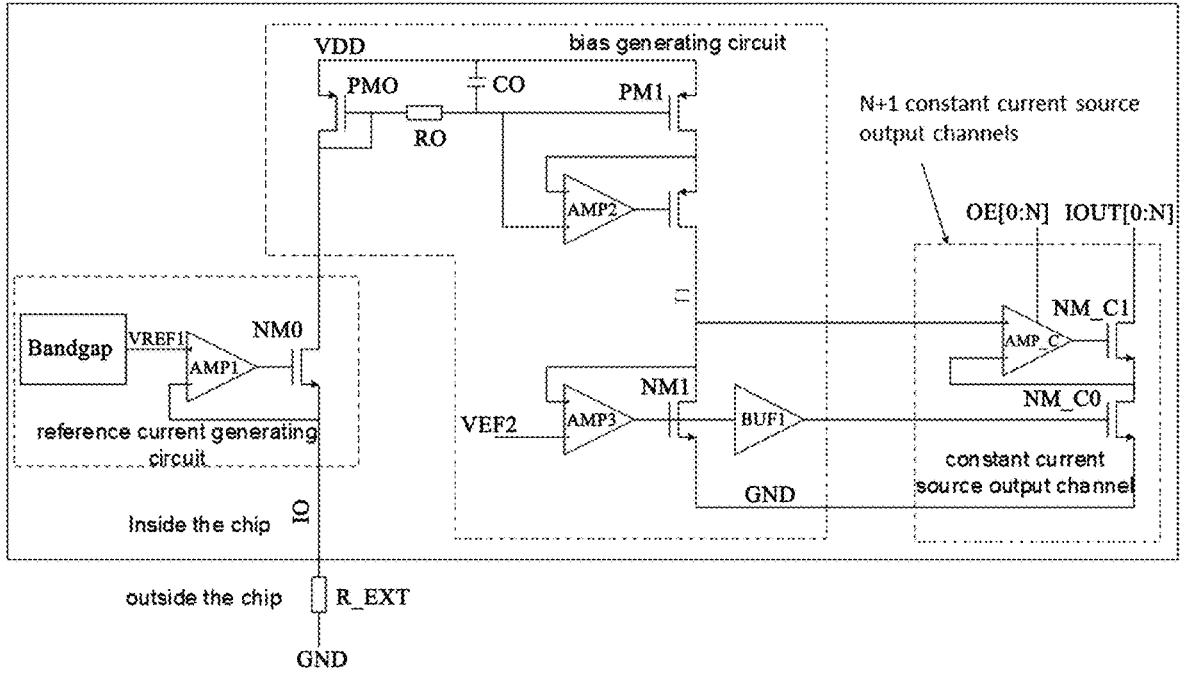 bias generating circuit
VDD
PMO
CO
PM1
RO
N+1 constant current source
output channels
AMP2
OE[0:N] IOUT[0:N]
I1
NM0
NM_C1
Bandgap
VREF1
AMP1
AMP_C
NM1
NM_C0
VEF2
AMP3
BUF1
reference current generating
circuit
constant current
source output channel
GND
IO
Inside the chip
outside the chip
R_EXT
GND